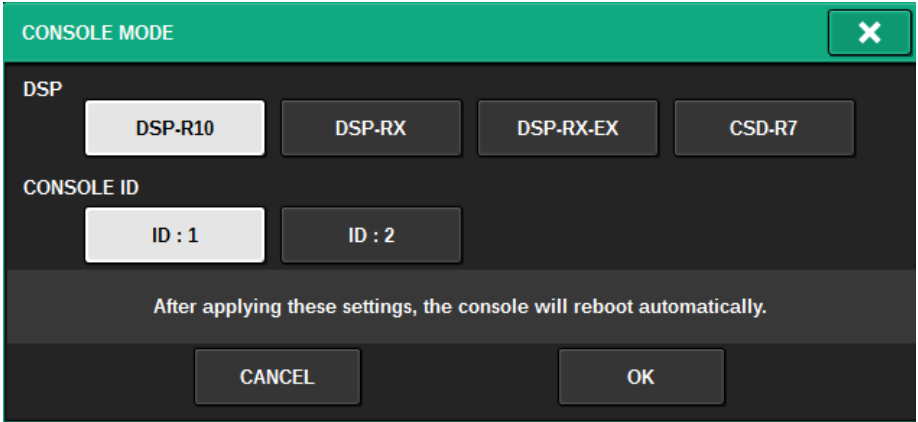 CONSOLE MODE
DSP
DSP-R10 DSP-RX DSP-RX-EX CSD-R7
CONSOLE ID
ID : 1 ID : 2
After applying these settings, the console will reboot automatically.
CANCEL OK